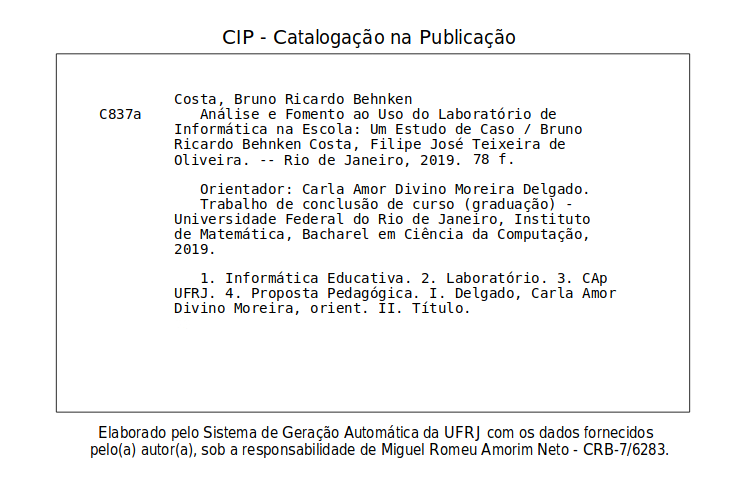 CIP - Catalogação na Publicação
Costa, Bruno Ricardo Behnken
C837a Análise e Fomento ao Uso do Laboratório de
Informática na Escola: Um Estudo de Caso / Bruno
Ricardo Behnken Costa, Filipe José Teixeira de
Oliveira. -- Rio de Janeiro, 2019. 78 f.
Orientador: Carla Amor Divino Moreira Delgado.
Trabalho de conclusão de curso (graduação) -
Universidade Federal do Rio de Janeiro, Instituto
de Matemática, Bacharel em Ciência da Computação,
2019.
1. Informática Educativa. 2. Laboratório. 3. CAp
UFRJ. 4. Proposta Pedagógica. I. Delgado, Carla Amor
Divino Moreira, orient. II. Título.
Elaborado pelo Sistema de Geração Automática da UFRJ com os dados fornecidos
pelo(a) autor(a), sob a responsabilidade de Miguel Romeu Amorim Neto - CRB-7/6283.